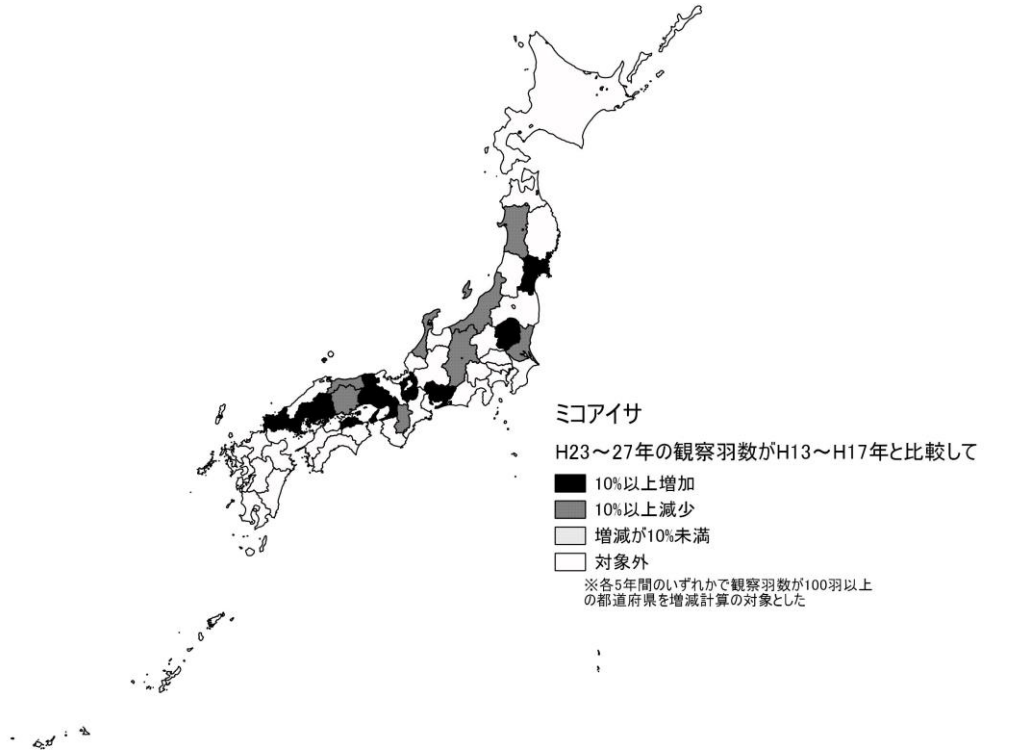 ミコアイサ
H23～27年の観察羽数がH13～H17年と比較して
10%以上増加
10%以上減少
増減が10%未満
対象外
※各5年間のいずれかで観察羽数が100羽以上
の都道府県を増減計算の対象とした